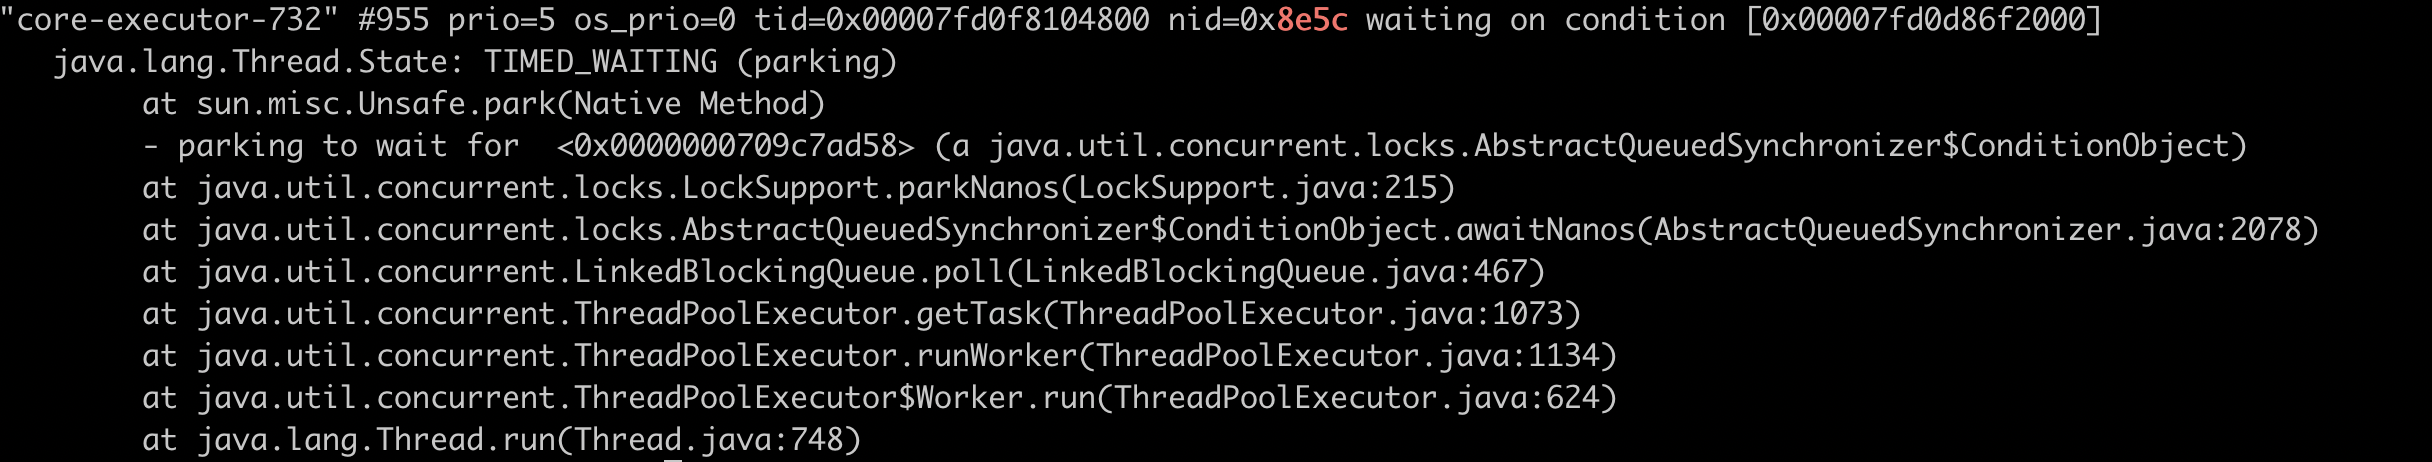 "core-executor-732" #955 prio=5 os_prio=0 tid=0x00007fd0f8104800 nid=0x8e5c waiting on condition [0x00007fd0d86f2000]
java.lang.Thread.State: TIMED_WAITING (parking)
at sun.misc.Unsafe.park(Native Method)
- parking to wait for  <0x0000000709c7ad58> (a java.util.concurrent.locks.AbstractQueuedSynchronizer$ConditionObject)
at java.util.concurrent.locks.LockSupport.parkNanos(LockSupport.java:215)
at java.util.concurrent.locks.AbstractQueuedSynchronizer$ConditionObject.awaitNanos(AbstractQueuedSynchronizer.java:2078)
at java.util.concurrent.LinkedBlockingQueue.poll(LinkedBlockingQueue.java:467)
at java.util.concurrent.ThreadPoolExecutor.getTask(ThreadPoolExecutor.java:1073)
at java.util.concurrent.ThreadPoolExecutor.runWorker(ThreadPoolExecutor.java:1134)
at java.util.concurrent.ThreadPoolExecutor$Worker.run(ThreadPoolExecutor.java:624)
at java.lang.Thread.run(Thread.java:748)